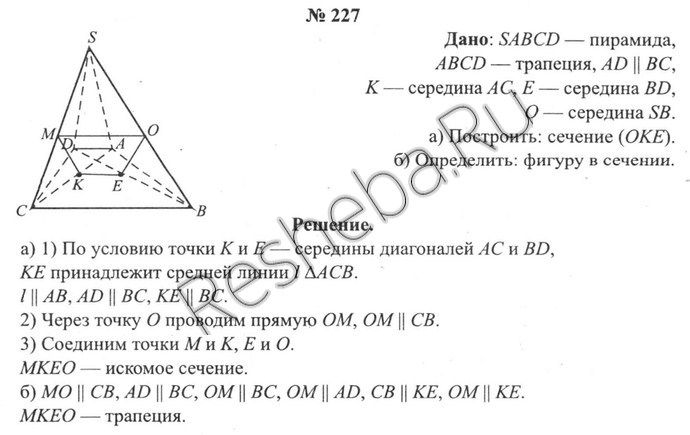 № 227
Дано: SABCD — пирамида,
ABCD — трапеция, AD || BC,
K — середина AC, E — середина BD,
O — середина SB.
а) Построить: сечение (OKE).
б) Определить: фигуру в сечении.
S
M
O
D
A
K
E
C
B
Решение.
а) 1) По условию точки K и E — середины диагоналей AC и BD,
KE принадлежит средней линии l ΔACB.
l || AB, AD || BC, KE || BC.
2) Через точку O проводим прямую OM, OM || CB.
3) Соединим точки M и K, E и O.
MKEO — искомое сечение.
б) MO || CB, AD || BC, OM || BC, OM || AD, CB || KE, OM || KE.
MKEO — трапеция.
Resheba.Ru